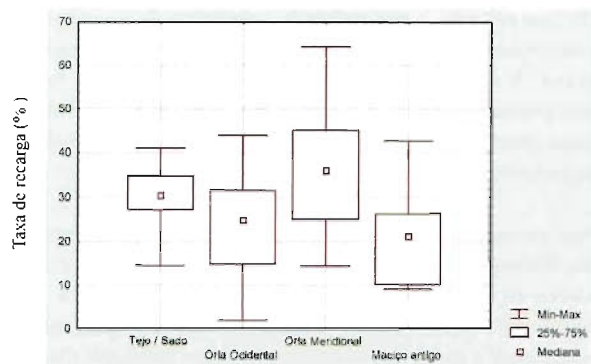 Taxa de recarga (%)
70
60
50
40
30
20
10
0
Tejo / Sado
Orla Ocidental
Orla Meridional
Maciço antigo
Min-Max
25%-75%
Mediana